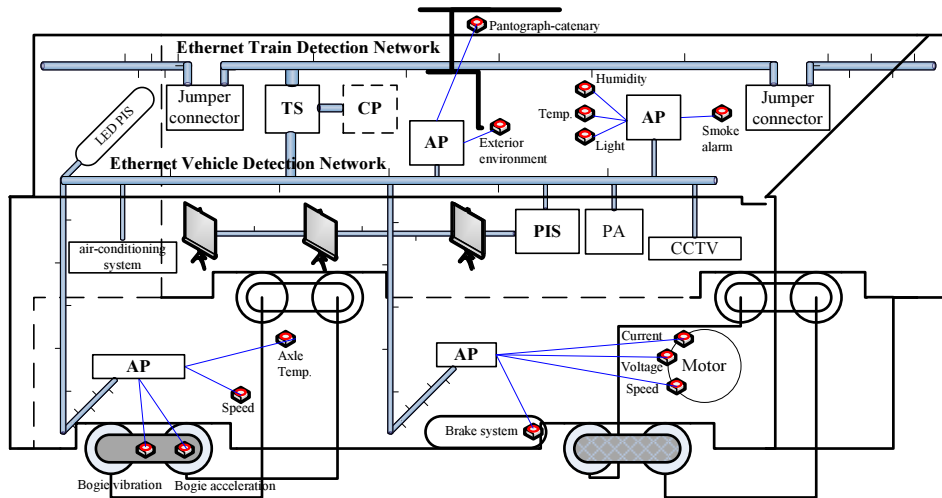 Pantograph-catenary
Ethernet Train Detection Network
Jumper
connector
TS
CP
AP
Exterior
environment
Humidity
Temp.
Light
AP
Smoke
alarm
Jumper
connector
LED PIS
Ethernet Vehicle Detection Network
air-conditioning
system
PIS
PA
CCTV
AP
Axle
Temp.
Speed
AP
Current
Voltage
Speed
Motor
Brake system
Bogie vibration
Bogie acceleration